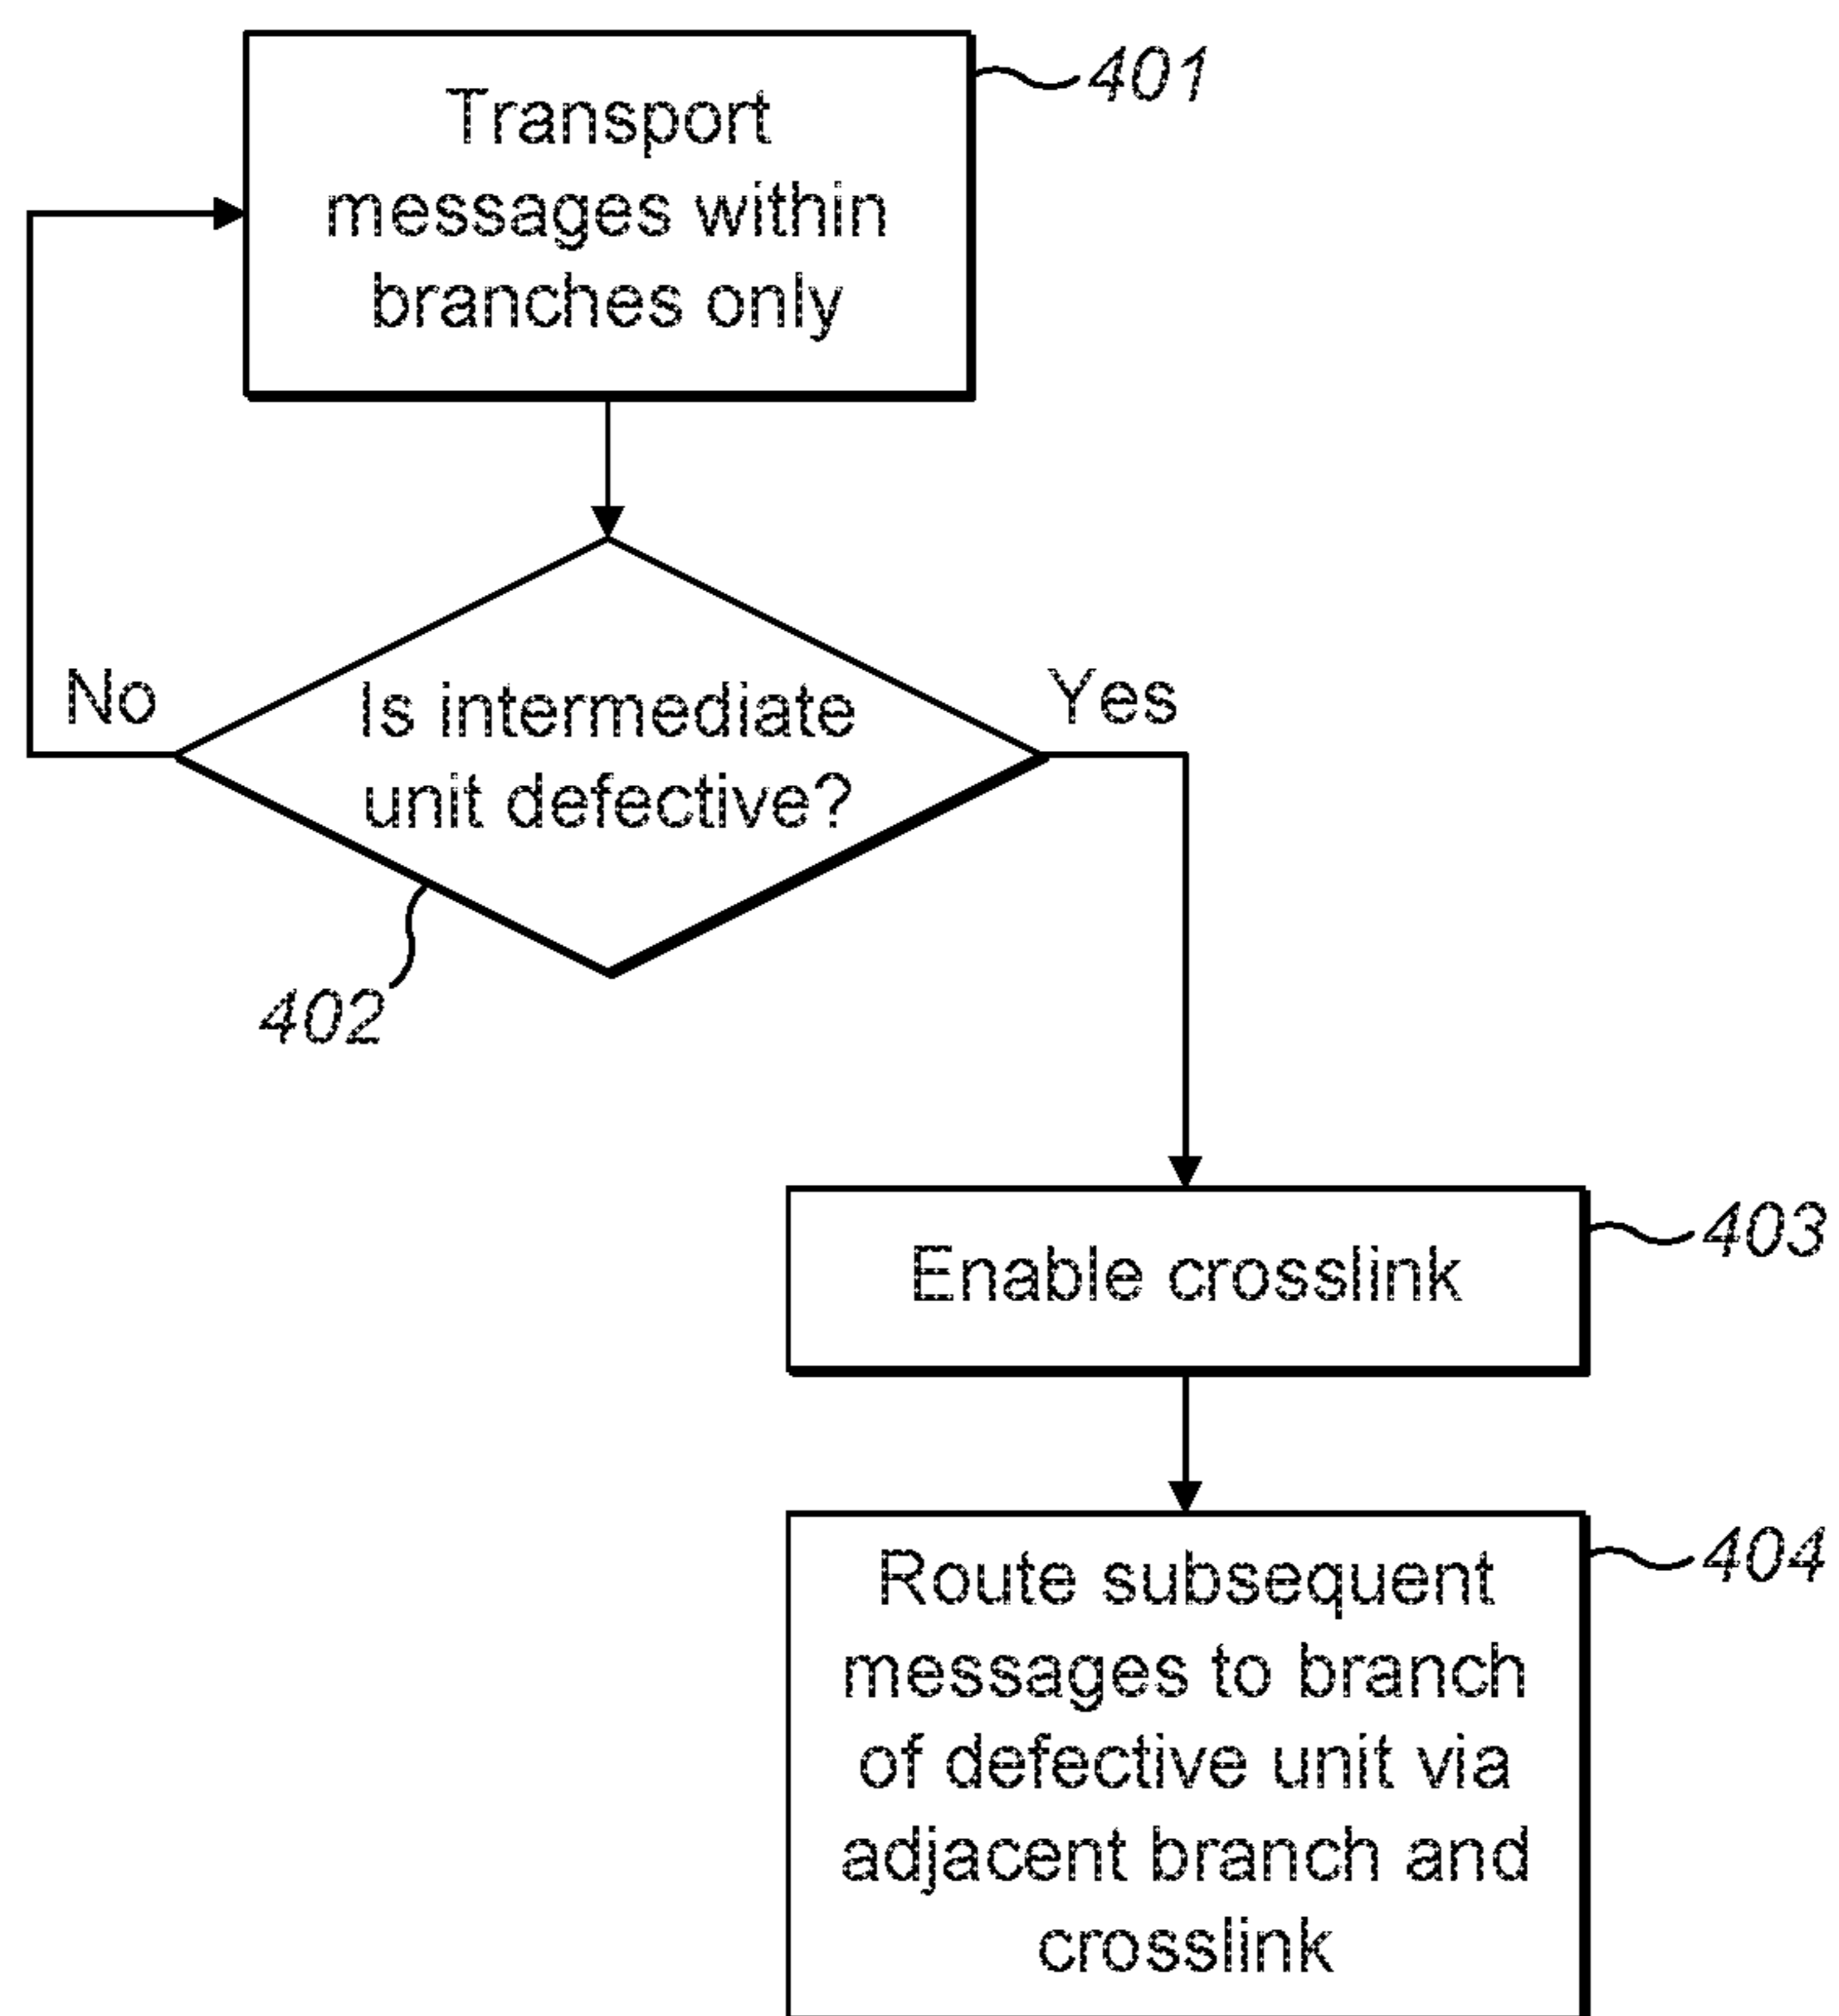 Transport
messages within
branches only
401
Is intermediate
unit defective?
No
Yes
402
Enable crosslink
403
Route subsequent
messages to branch
of defective unit via
adjacent branch and
crosslink
404